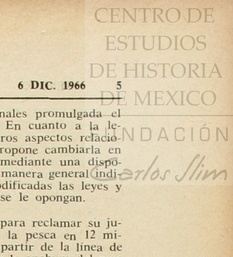 CENTRO DE
ESTUDIOS
DE HISTORIA
DE MEXICO
FUNDACIÓN
Carlos Slim
6 DIC. 1966 5
nales promulgada el
En cuanto a la le-
ros aspectos relacio-
ropone cambiarla en
mediante una dispo-
manera general indi-
odificadas las leyes y
se le opongan.
para reclamar su ju-
la pesca en 12 mi-
partir de la línea de